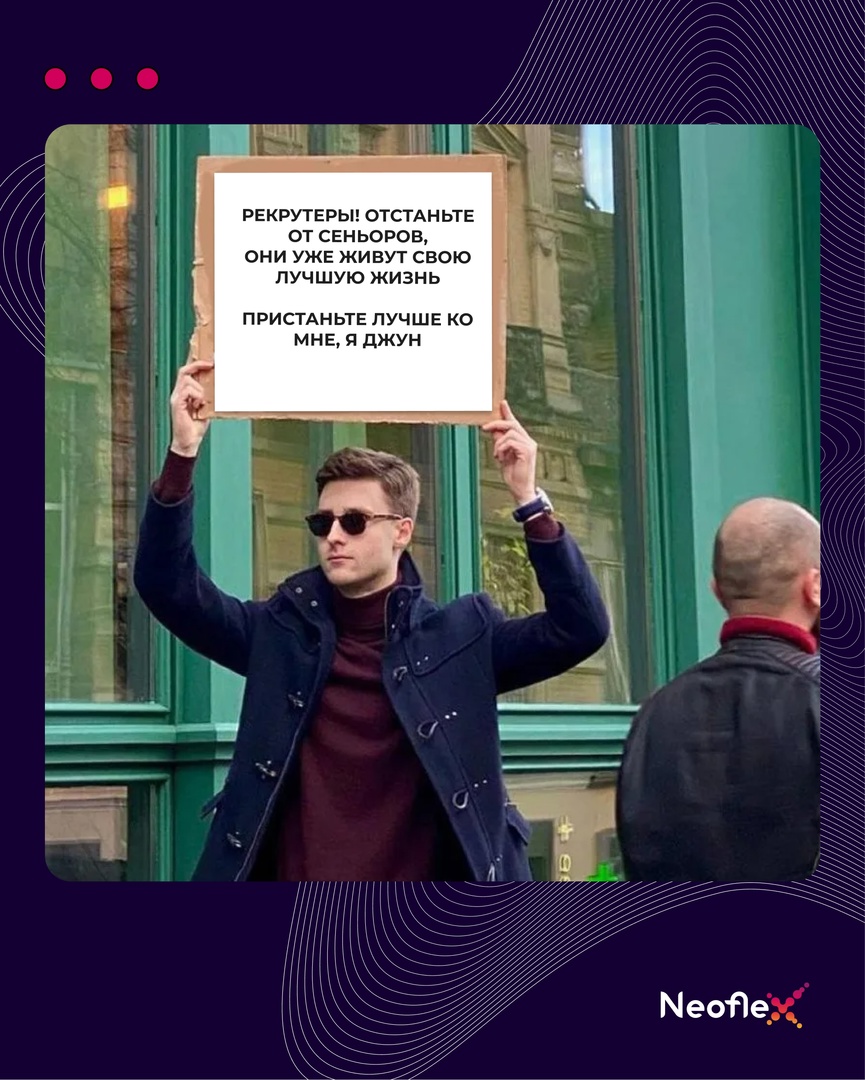 РЕКРУТЕРЫ! ОТСТАНЬТЕ
ОТ СЕНЬОРОВ,
ОНИ УЖЕ ЖИВУТ СВОЮ
ЛУЧШУЮ ЖИЗНЬ
ПРИСТАНЬТЕ ЛУЧШЕ КО
МНЕ, Я ДЖУН
Neoflex